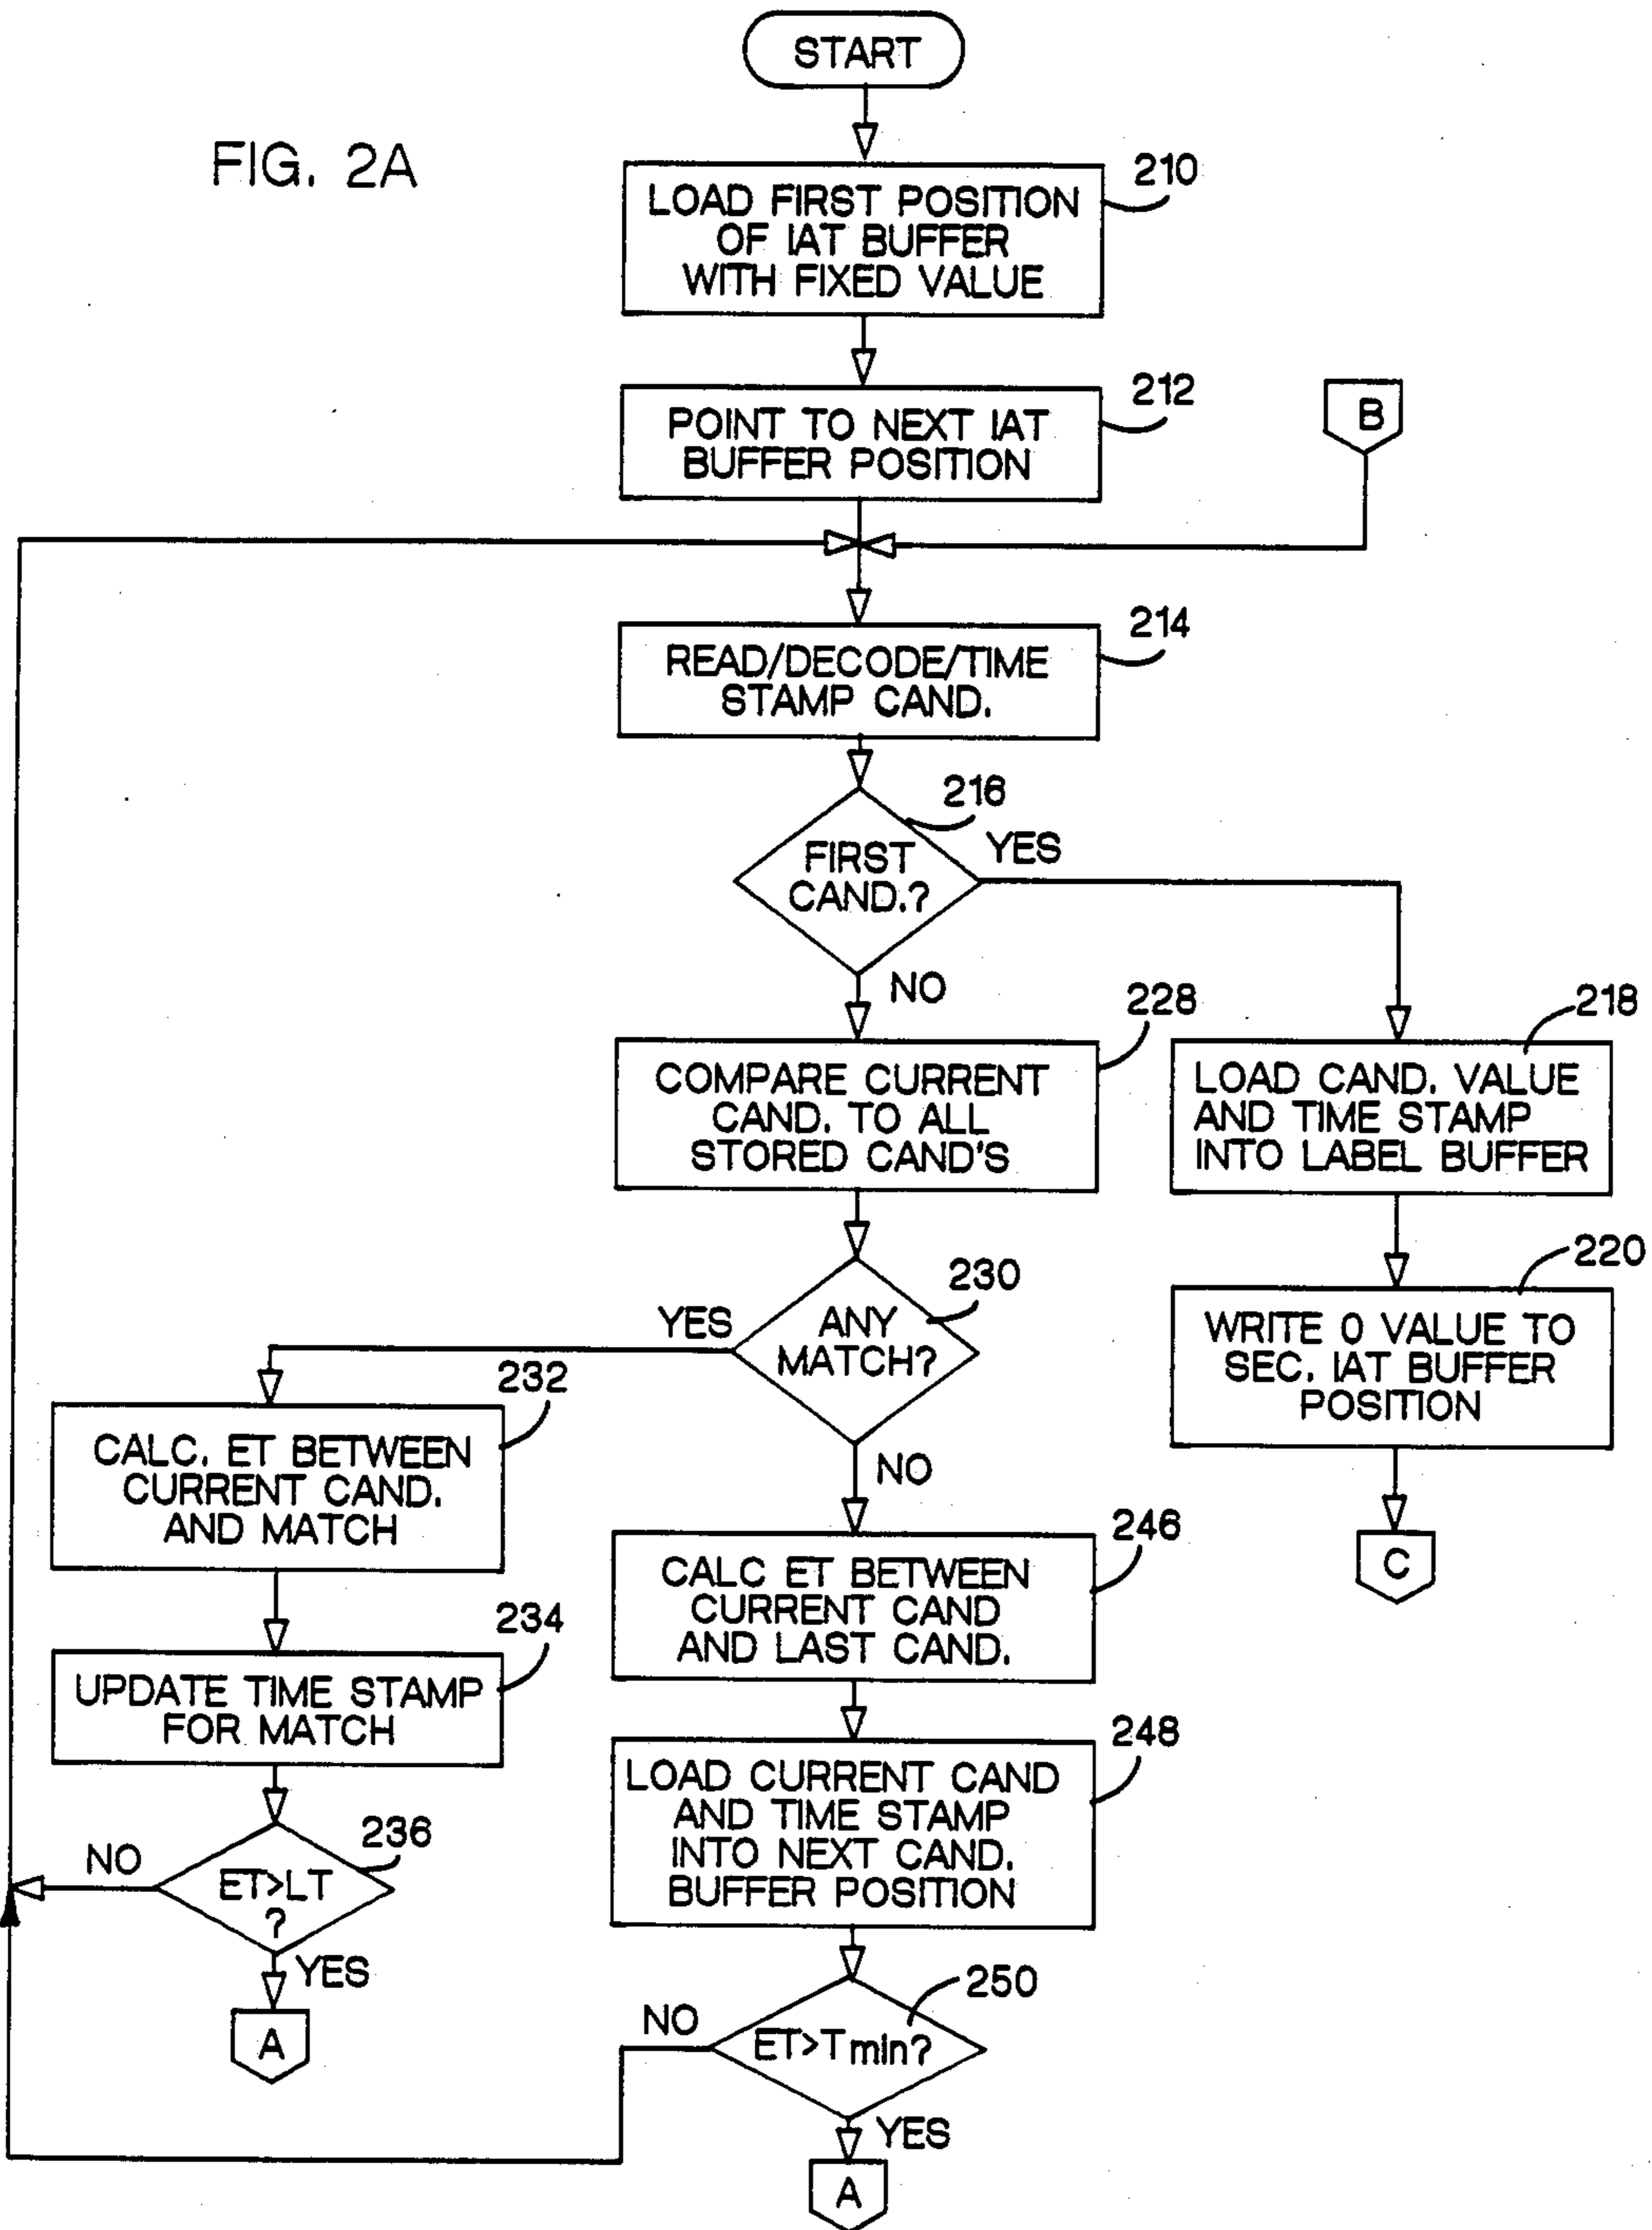 START
FIG. 2A
210
LOAD FIRST POSITION
OF IAT BUFFER
WITH FIXED VALUE
212
POINT TO NEXT IAT
BUFFER POSITION
B
214
READ/DECODE/TIME
STAMP CAND.
216
FIRST
CAND.?
YES
NO
228
COMPARE CURRENT
CAND. TO ALL
STORED CAND'S
218
LOAD CAND. VALUE
AND TIME STAMP
INTO LABEL BUFFER
220
WRITE 0 VALUE TO
SEC. IAT BUFFER
POSITION
C
230
ANY
MATCH?
YES
NO
232
CALC. ET BETWEEN
CURRENT CAND.
AND MATCH
234
UPDATE TIME STAMP
FOR MATCH
236
ET>LT
?
NO
YES
A
246
CALC ET BETWEEN
CURRENT CAND
AND LAST CAND.
248
LOAD CURRENT CAND
AND TIME STAMP
INTO NEXT CAND.
BUFFER POSITION
250
ET>Tmin?
NO
YES
A